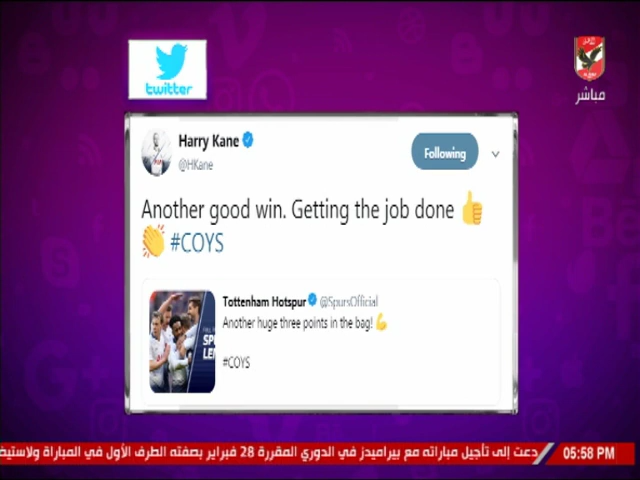 twitter
مباشر
Harry Kane
@HKane
Following
Another good win. Getting the job done 👍
👏 #COYS
Tottenham Hotspur @SpursOfficial
Another huge three points in the bag! 💪
#COYS
دعت إلى تأجيل مباراته مع بيراميدز في الدوري المقررة 28 فبراير بصفته الطرف الأول في المباراة ولاستيض
05:58 PM